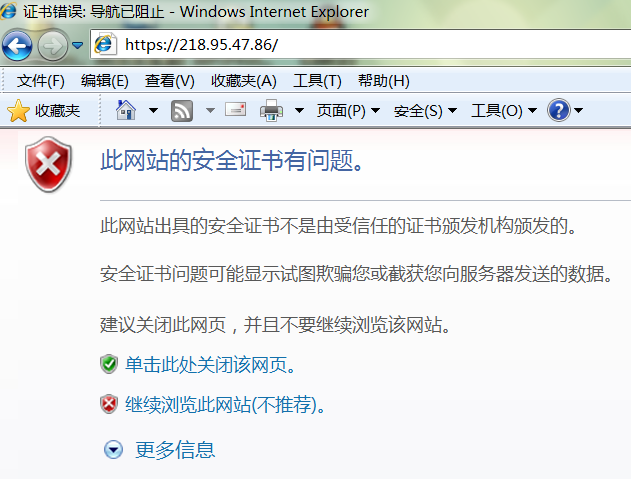 证书错误: 导航已阻止 - Windows Internet Explorer
https://218.95.47.86/
文件(F) 编辑(E) 查看(V) 收藏夹(A) 工具(T) 帮助(H)
收藏夹 页面(P) 安全(S) 工具(O)
此网站的安全证书有问题。
此网站出具的安全证书不是由受信任的证书颁发机构颁发的。
安全证书问题可能显示试图欺骗您或截获您向服务器发送的数据。
建议关闭此网页，并且不要继续浏览该网站。
单击此处关闭该网页。
继续浏览此网站(不推荐)。
更多信息